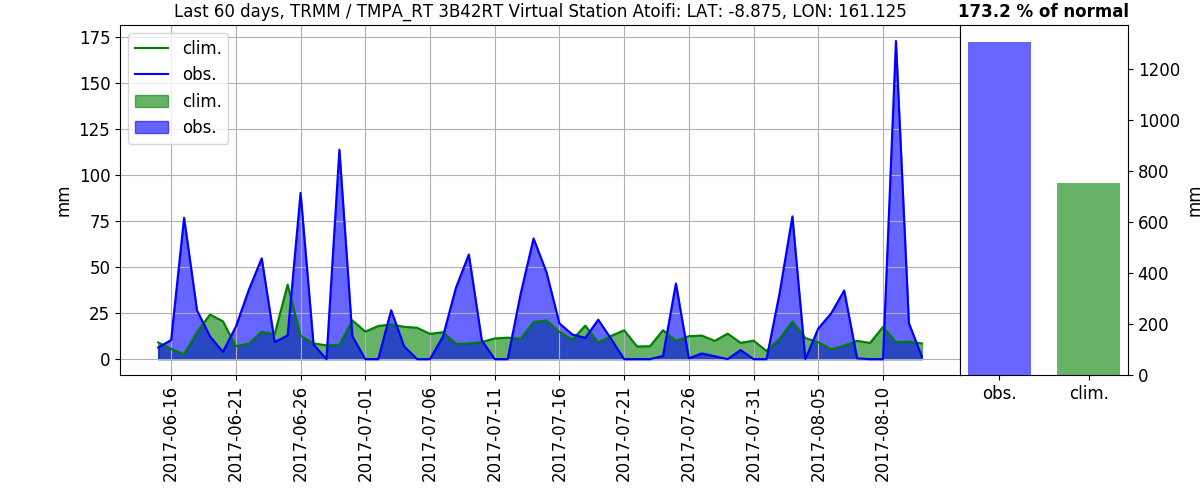 Last 60 days, TRMM / TMPA_RT 3B42RT Virtual Station Atoifi: LAT: -8.875, LON: 161.125
173.2 % of normal
clim.
obs.
clim.
obs.
175
150
125
100
75
50
25
0
mm
2017-06-16
2017-06-21
2017-06-26
2017-07-01
2017-07-06
2017-07-11
2017-07-16
2017-07-21
2017-07-26
2017-07-31
2017-08-05
2017-08-10
1200
1000
800
600
400
200
0
mm
obs.
clim.